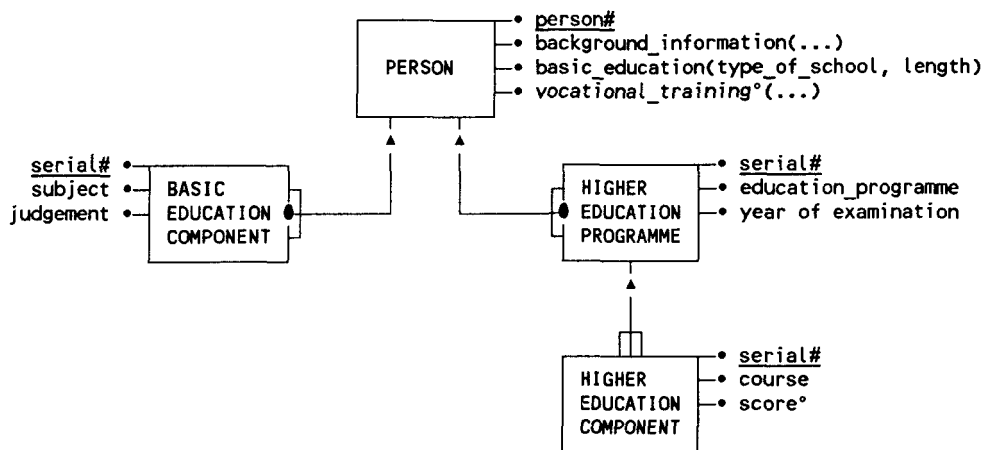 PERSON
person#
background_information(...)
basic_education(type_of_school, length)
vocational_training°(...)
serial#
subject
judgement
BASIC
EDUCATION
COMPONENT
HIGHER
EDUCATION
PROGRAMME
serial#
education_programme
year of examination
HIGHER
EDUCATION
COMPONENT
serial#
course
score°